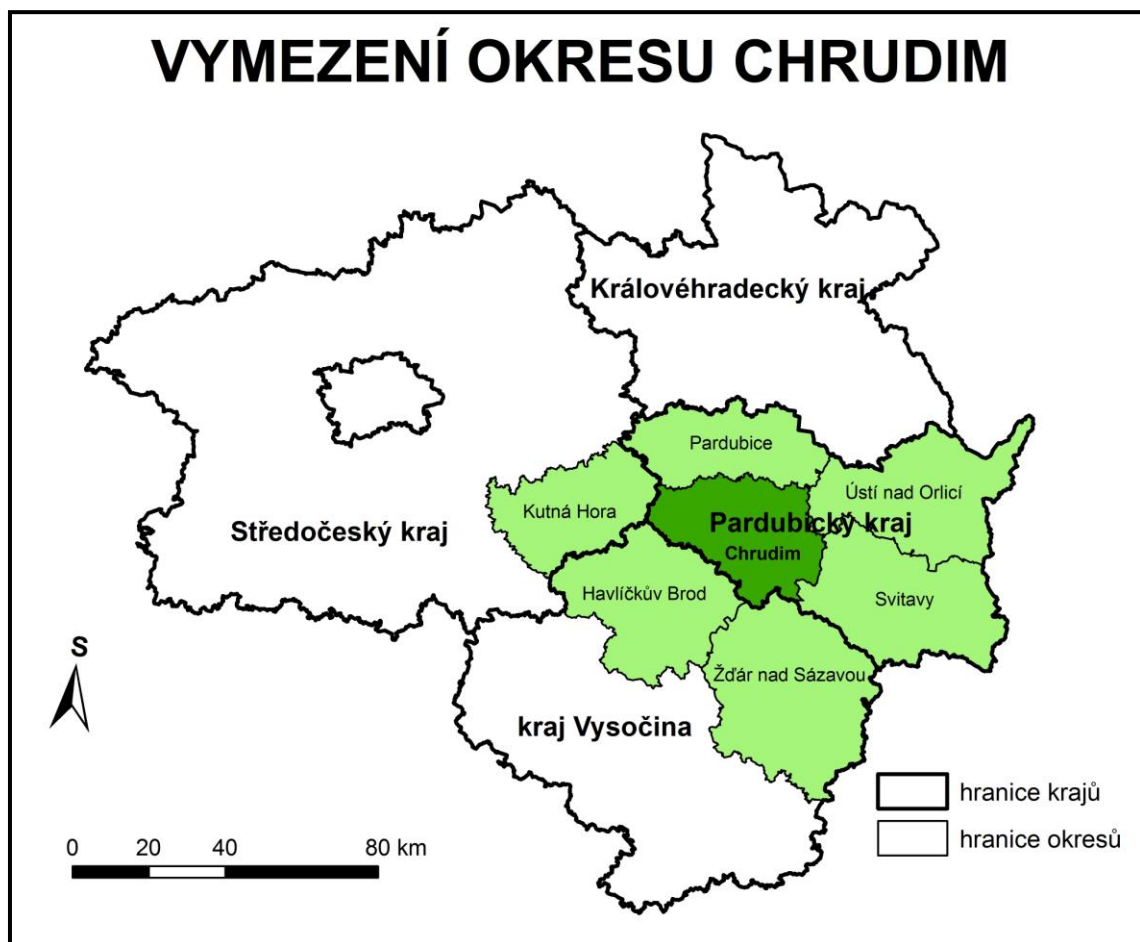 VYMEZENÍ OKRESU CHRUDIM
Královéhradecký kraj
Pardubice
Ústí nad Orlicí
Kutná Hora
Středočeský kraj
Pardubický kraj
Chrudim
Havlíčkův Brod
Svitavy
Žďár nad Sázavou
kraj Vysočina
S
hranice krajů
hranice okresů
0 20 40 80 km